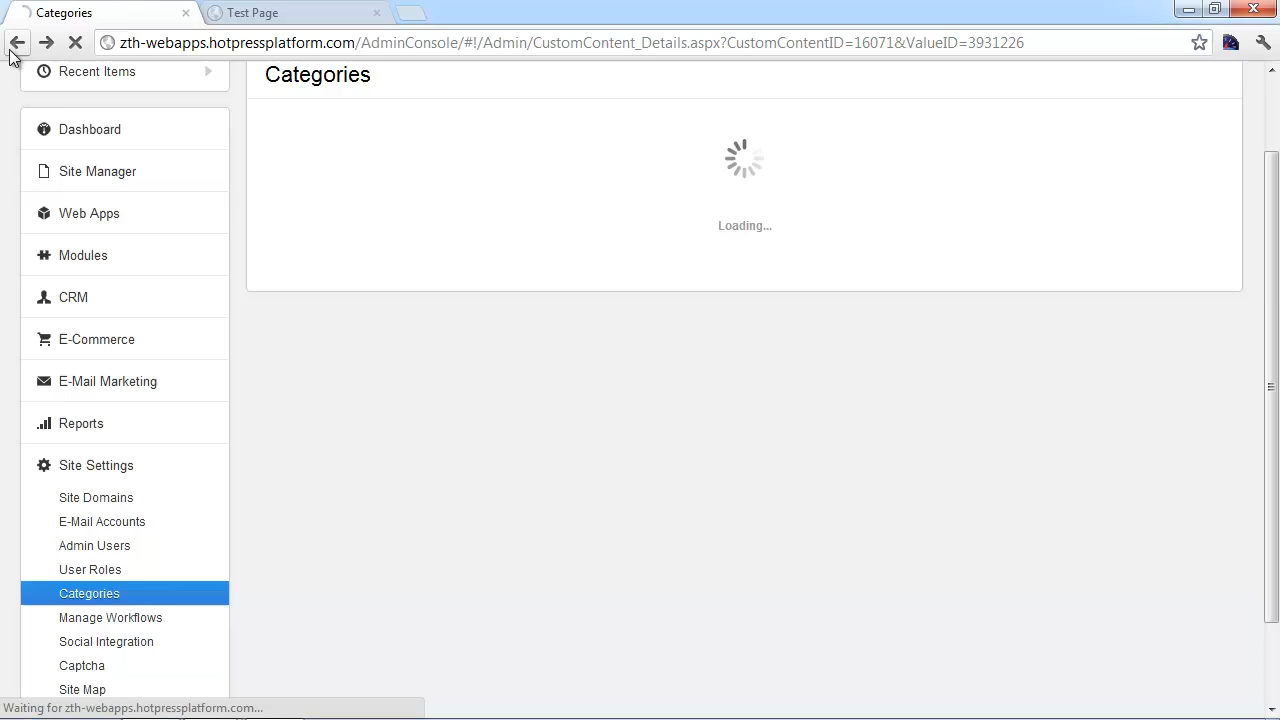 Categories
Test Page
zth-webapps.hotpressplatform.com/AdminConsole/#!/Admin/CustomContent_Details.aspx?CustomContentID=16071&ValueID=3931226
Recent Items
Categories
Dashboard
Loading...
Site Manager
Web Apps
Modules
CRM
E-Commerce
E-Mail Marketing
Reports
Site Settings
Site Domains
E-Mail Accounts
Admin Users
User Roles
Categories
Manage Workflows
Social Integration
Captcha
Site Map
Waiting for zth-webapps.hotpressplatform.com...